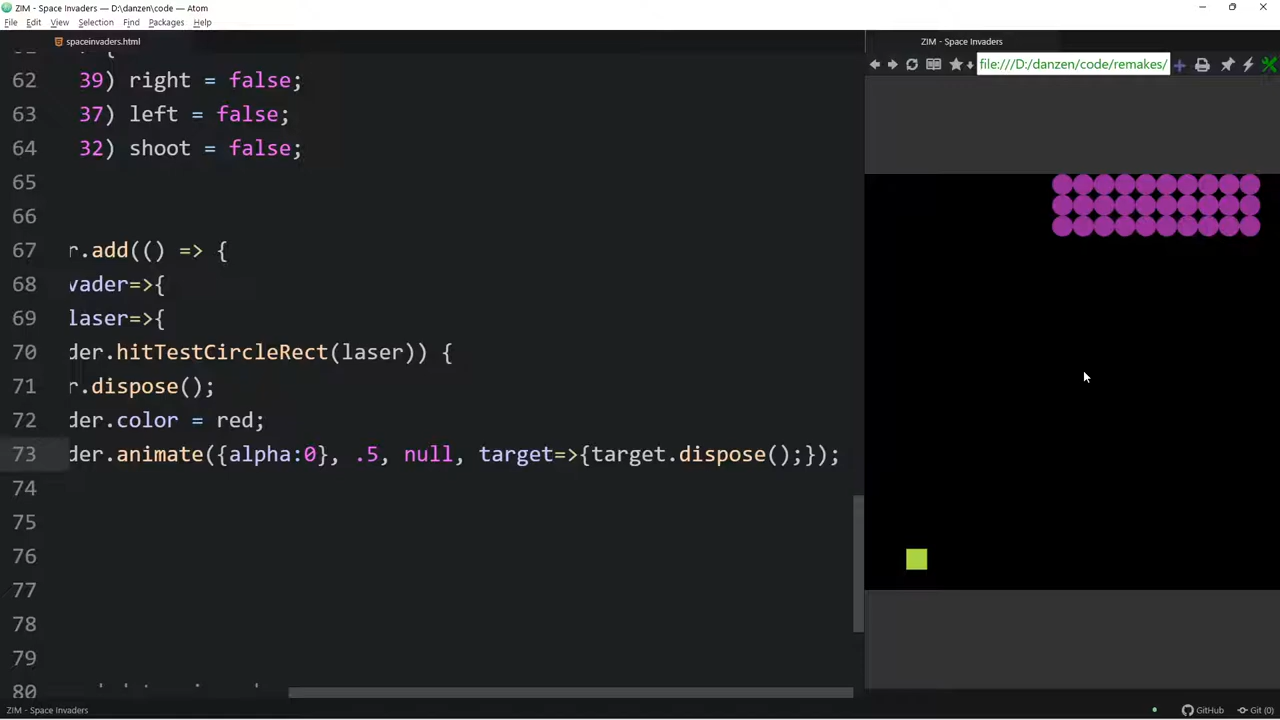 ZIM - Space Invaders — D:\danzen\code — Atom
File Edit View Selection Find Packages Help
spaceinvaders.html
ZIM - Space Invaders
file:///D:/danzen/code/remakes/
62 39) right = false;
63 37) left = false;
64 32) shoot = false;
65
66
67 r.add(() => {
68 vader=>{
69 laser=>{
70 der.hitTestCircleRect(laser)) {
71 r.dispose();
72 der.color = red;
73 der.animate({alpha:0}, .5, null, target=>{target.dispose();});
74
75
76
77
78
79
80
ZIM - Space Invaders
GitHub Git (0)